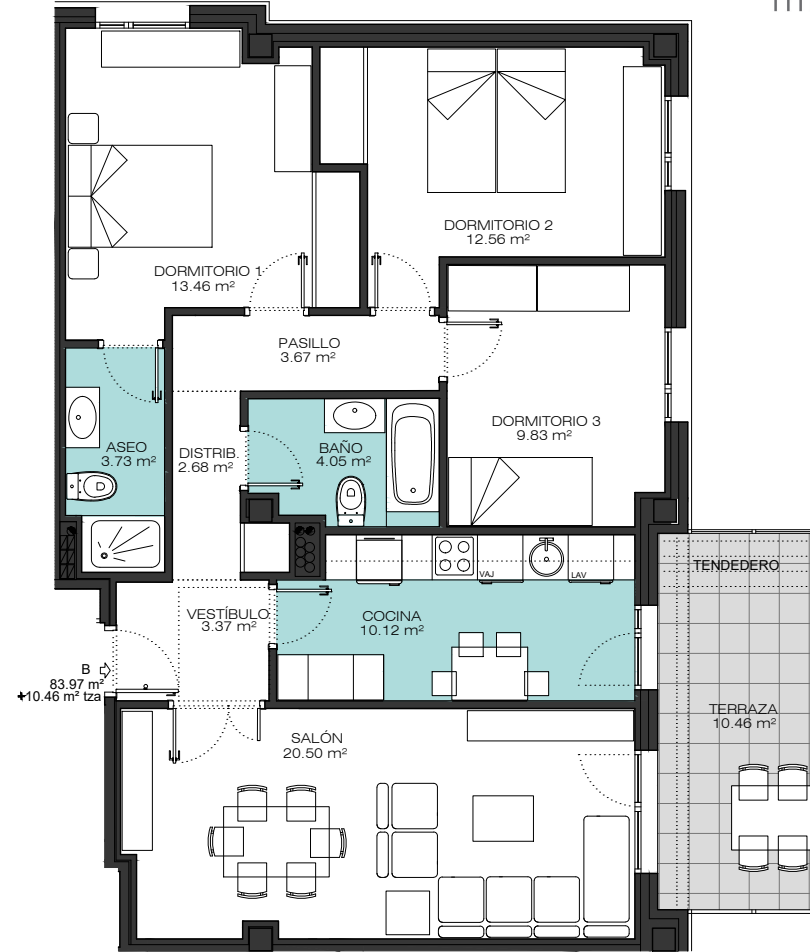 m
DORMITORIO 2
12.56 m²
DORMITORIO 1
13.46 m²
PASILLO
3.67 m²
DORMITORIO 3
9.83 m²
ASEO
3.73 m²
DISTRIB.
2.68 m²
BAÑO
4.05 m²
VAJ
LAV
TENDEDERO
VESTÍBULO
3.37 m²
COCINA
10.12 m²
B
83.97 m²
+10.46 m² tza
TERRAZA
10.46 m²
SALÓN
20.50 m²